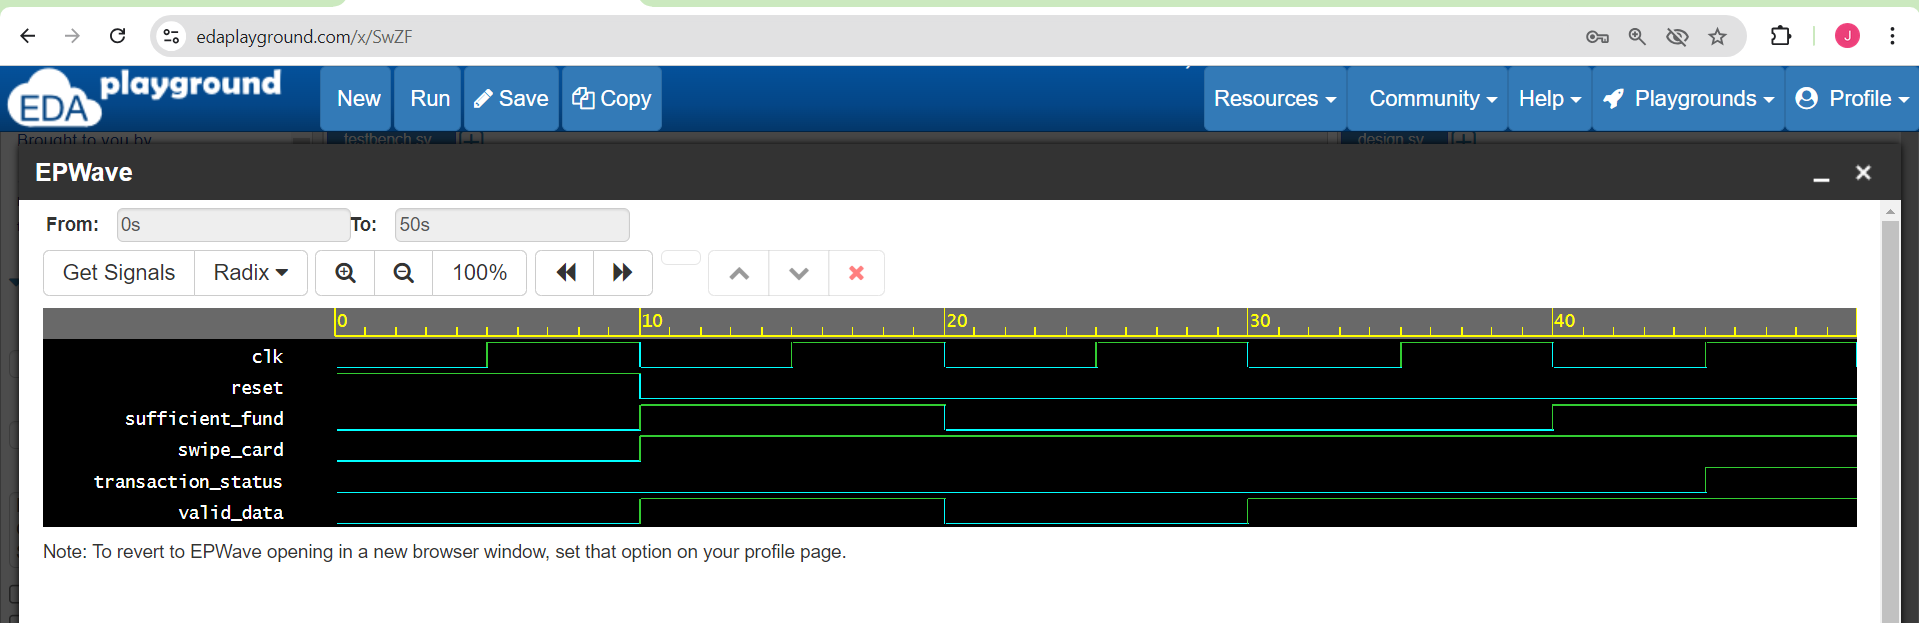 edaplayground.com/x/SwZF
J
EDA playground
New Run Save Copy Resources Community Help Playgrounds Profile
Brought to you by testbench.sv design.sv
EPWave
From: 0s To: 50s
Get Signals Radix 100%
0 10 20 30 40
clk
reset
sufficient_fund
swipe_card
transaction_status
valid_data
Note: To revert to EPWave opening in a new browser window, set that option on your profile page.